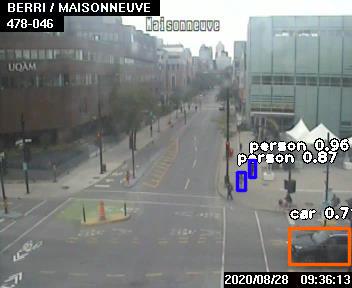 BERRI / MAISONNEUVE
478-046
Maisonneuve
UQAM
person 0.96
person 0.87
car 0.7
2020/08/28 09:36:13